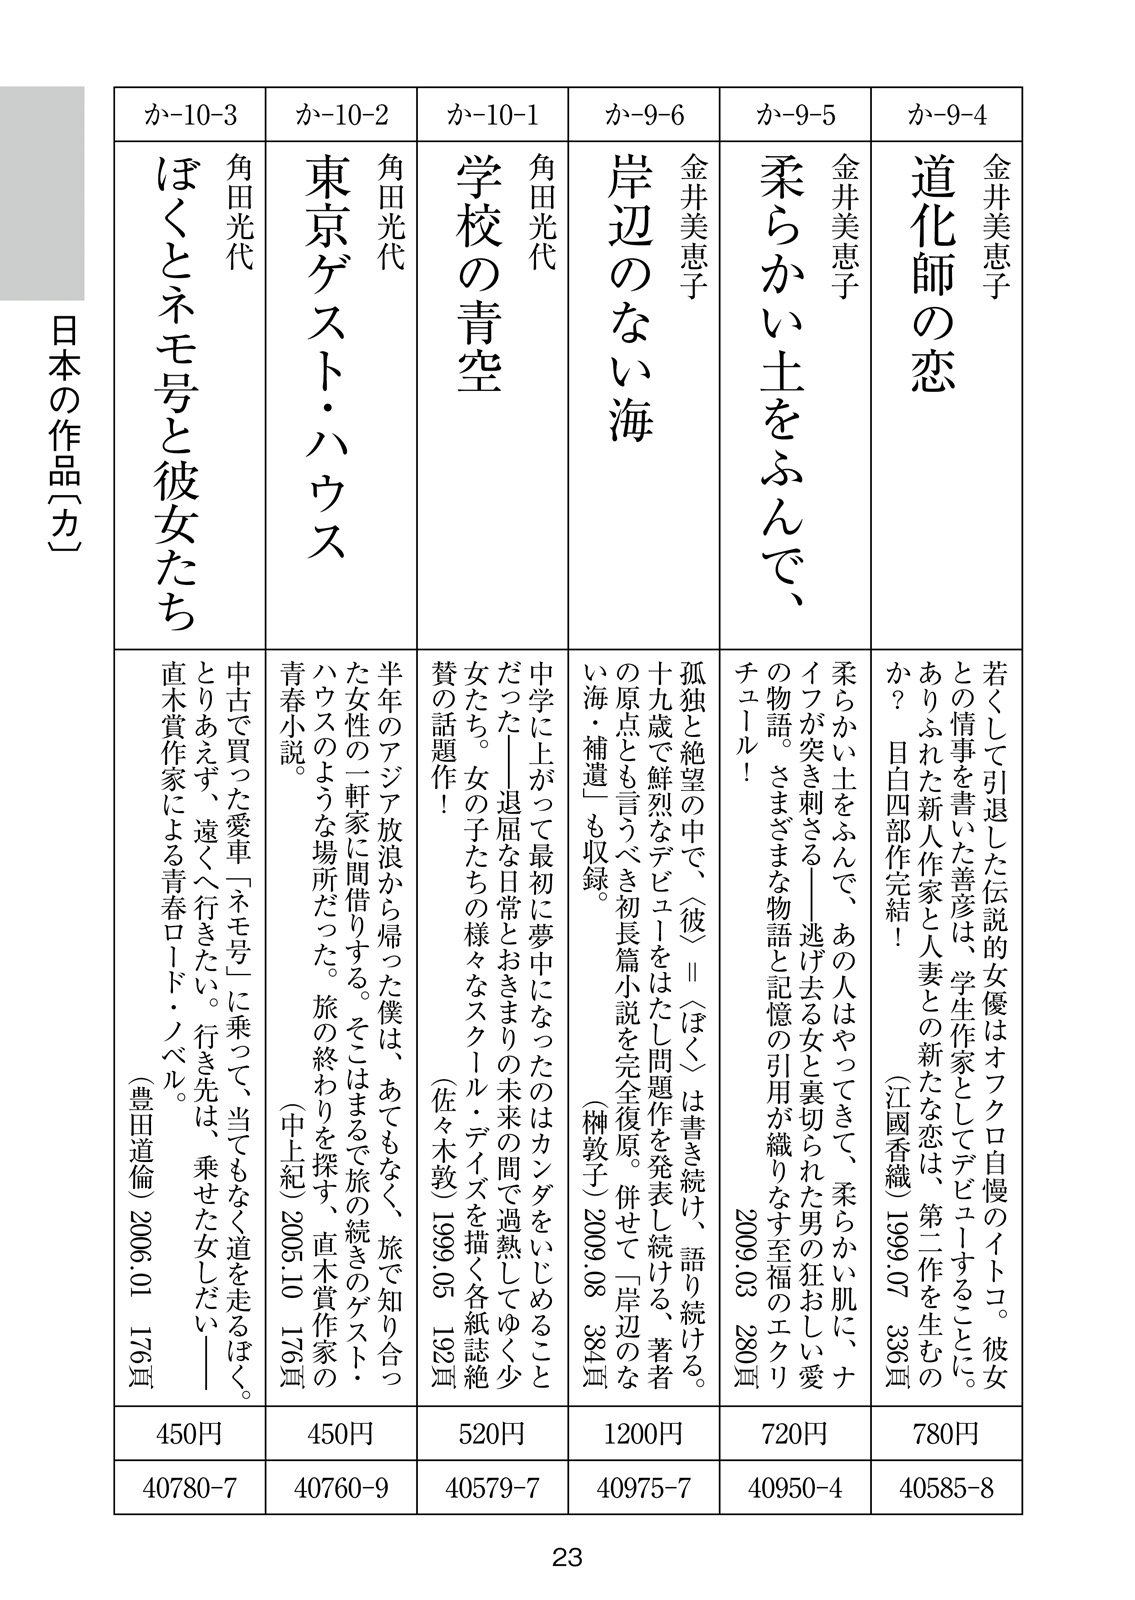 日本の作品〔カ〕
か-9-4
金井美恵子
道化師の恋
若くして引退した伝説的女優はオフクロ自慢のイトコ。彼女
との情事を書いた善彦は、学生作家としてデビューすることに。
ありふれた新人作家と人妻との新たな恋は、第二作を生むの
か？　目白四部作完結！
（江國香織）1999.07　336頁
780円
40585-8
か-9-5
金井美恵子
柔らかい土をふんで、
柔らかい土をふんで、あの人はやってきて、柔らかい肌に、ナ
イフが突き刺さる——逃げ去る女と裏切られた男の狂おしい愛
の物語。さまざまな物語と記憶の引用が織りなす至福のエクリ
チュール！
2009.03　280頁
720円
40950-4
か-9-6
金井美恵子
岸辺のない海
孤独と絶望の中で、〈彼〉＝〈ぼく〉は書き続け、語り続ける。
十九歳で鮮烈なデビューをはたし問題作を発表し続ける、著者
の原点とも言うべき初長篇小説を完全復原。併せて「岸辺のな
い海・補遺」も収録。
（榊敦子）2009.08　384頁
1200円
40975-7
か-10-1
角田光代
学校の青空
中学に上がって最初に夢中になったのはカンダをいじめること
だった——退屈な日常とおきまりの未来の間で過熱してゆく少
女たち。女の子たちの様々なスクール・デイズを描く各紙誌絶
賛の話題作！
（佐々木敦）1999.05　192頁
520円
40579-7
か-10-2
角田光代
東京ゲスト・ハウス
半年のアジア放浪から帰った僕は、あてもなく、旅で知り合っ
た女性の一軒家に間借りする。そこはまるで旅の続きのゲスト・
ハウスのような場所だった。旅の終わりを探す、直木賞作家の
青春小説。
（中上紀）2005.10　176頁
450円
40760-9
か-10-3
角田光代
ぼくとネモ号と彼女たち
中古で買った愛車「ネモ号」に乗って、当てもなく道を走るぼく。
とりあえず、遠くへ行きたい。行き先は、乗せた女しだい——
直木賞作家による青春ロード・ノベル。
（豊田道倫）2006.01　176頁
450円
40780-7
23